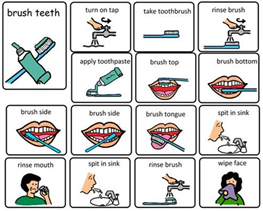 brush teeth
turn on tap
take toothbrush
rinse brush
apply toothpaste
brush top
brush bottom
brush side
brush side
brush tongue
spit in sink
rinse mouth
spit in sink
rinse brush
wipe face